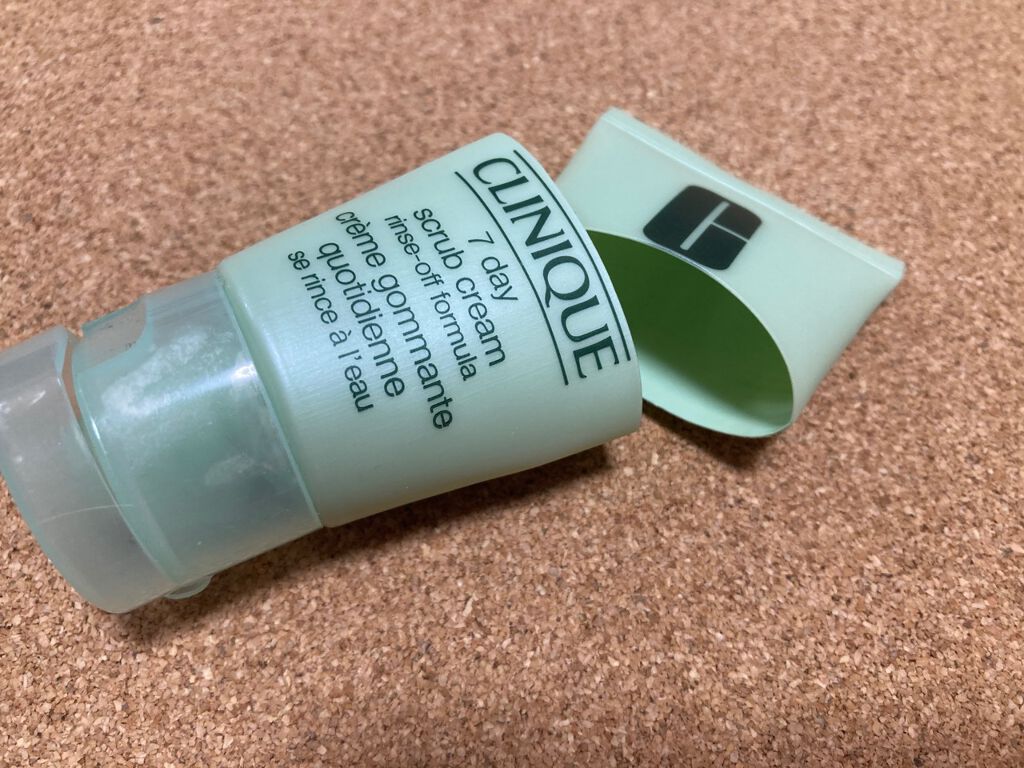 CLINIQUE
7 day
scrub cream
rinse-off formula
crème gommante
quotidienne
se rince à l'eau